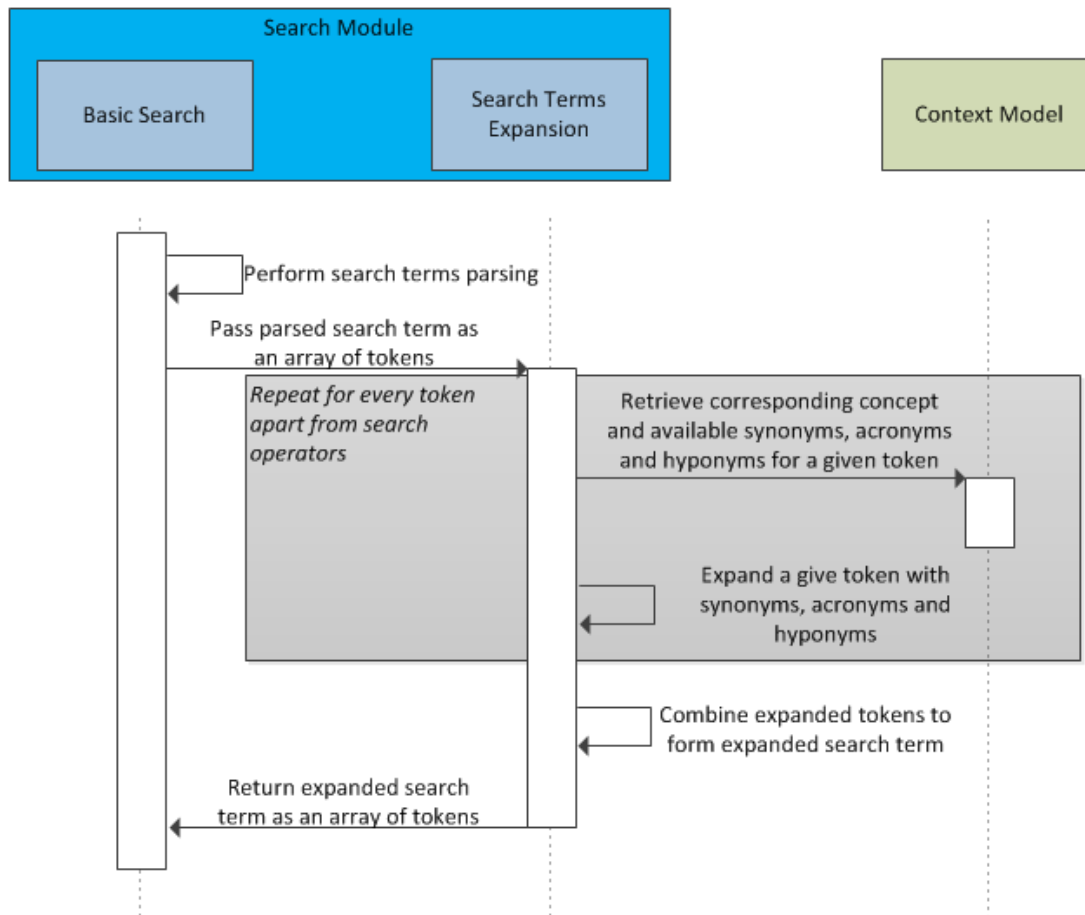 Search Module
Basic Search
Search Terms
Expansion
Context Model
Perform search terms parsing
Pass parsed search term as
an array of tokens
Repeat for every token
apart from search
operators
Retrieve corresponding concept
and available synonyms, acronyms
and hyponyms for a given token
Expand a give token with
synonyms, acronyms and
hyponyms
Combine expanded tokens to
form expanded search term
Return expanded search
term as an array of tokens